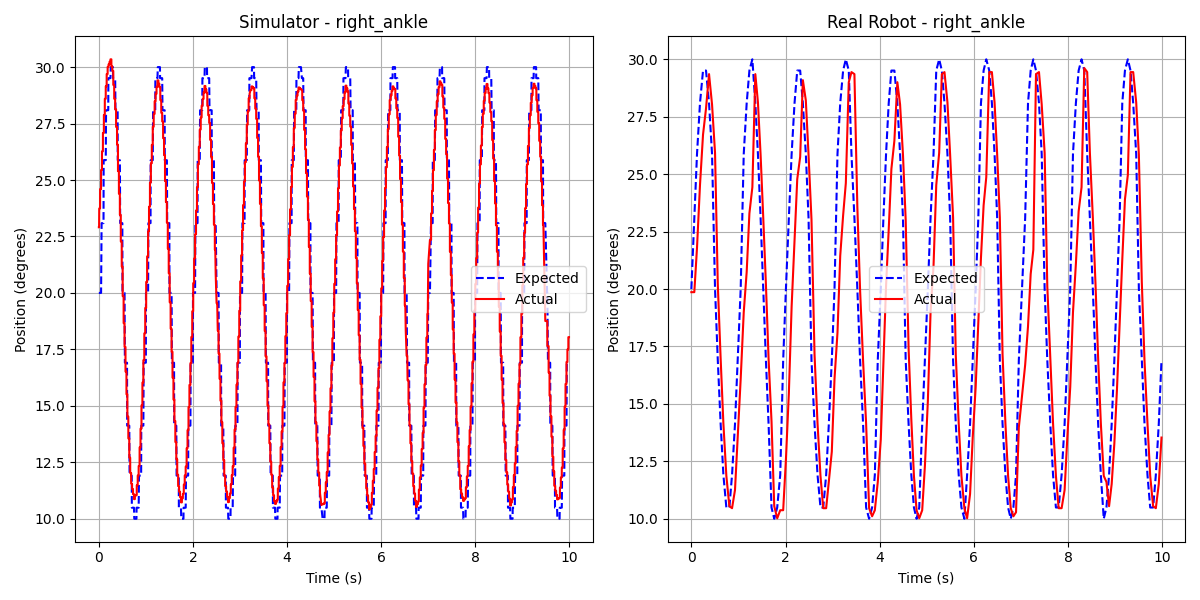 Simulator - right_ankle
Position (degrees)
30.0
27.5
25.0
22.5
20.0
17.5
15.0
12.5
10.0
Expected
Actual
0 2 4 6 8 10
Time (s)
Real Robot - right_ankle
Position (degrees)
30.0
27.5
25.0
22.5
20.0
17.5
15.0
12.5
10.0
Expected
Actual
0 2 4 6 8 10
Time (s)